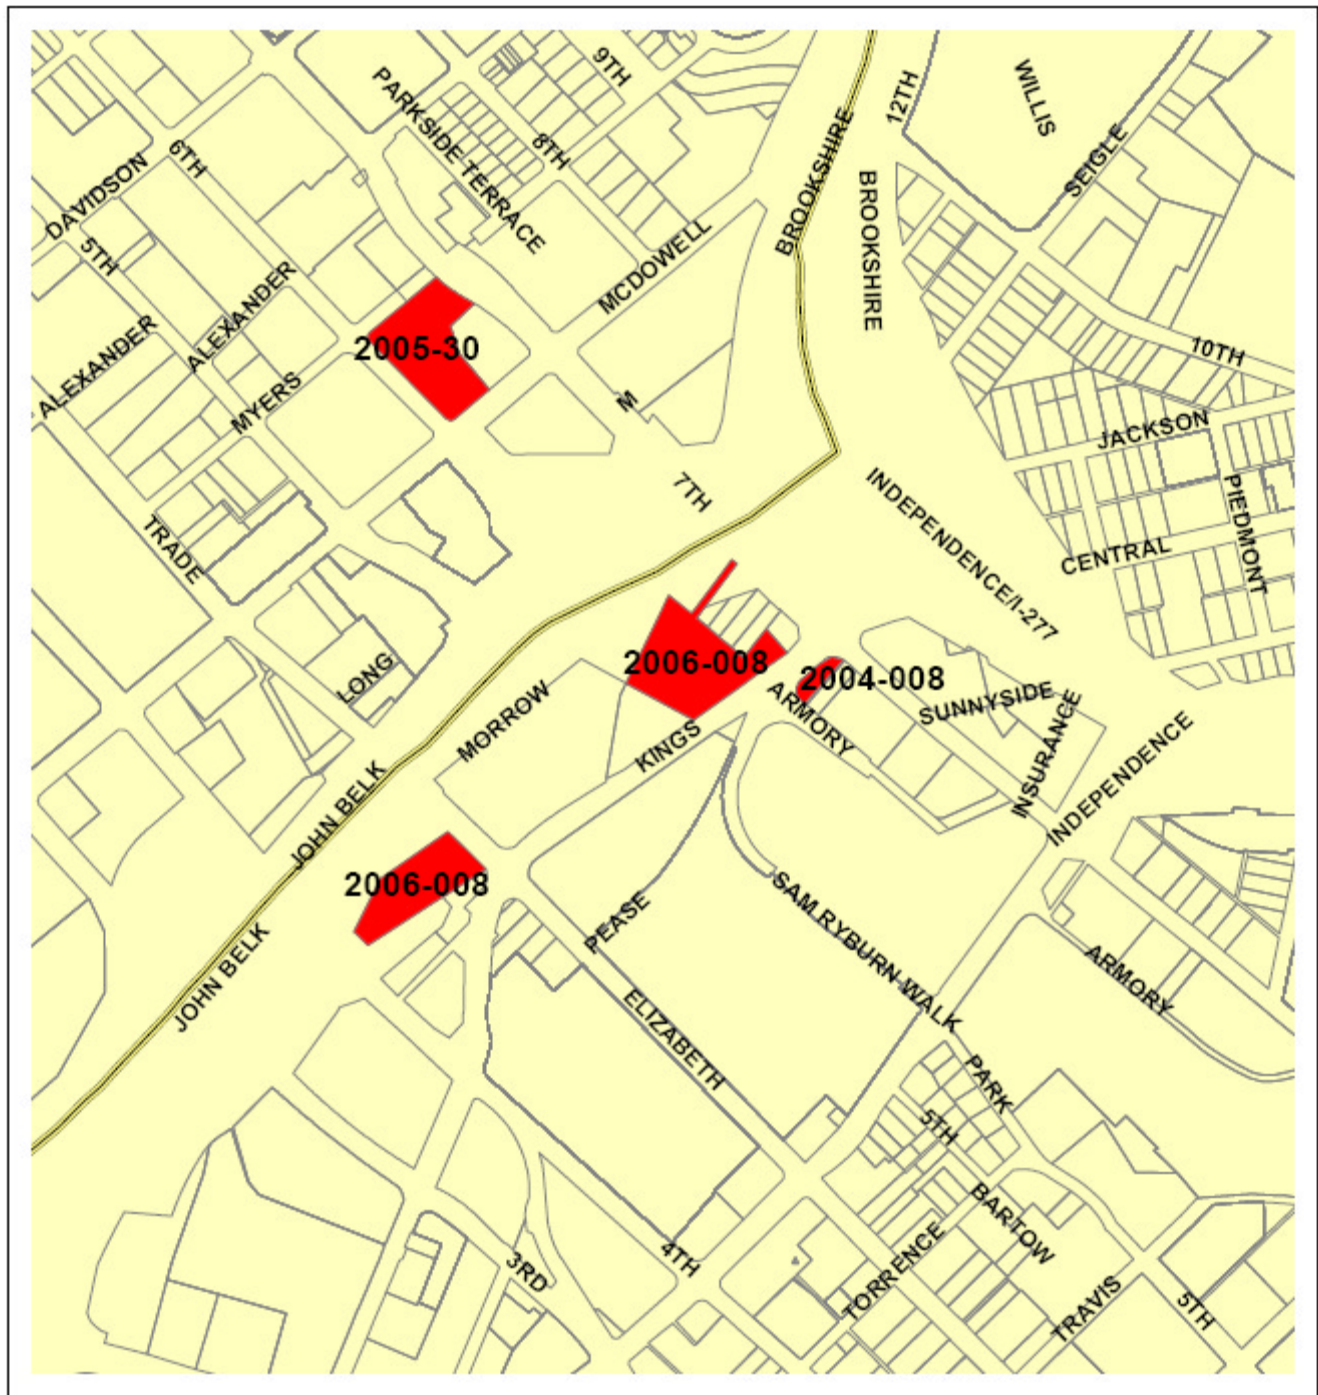 9TH
PARKSIDE TERRACE
12TH
WILLIS
BROOKSHIRE
6TH
8TH
SEIGLE
DAVIDSON
BROOKSHIRE
5TH
MCDOWELL
ALEXANDER
ALEXANDER
2005-30
10TH
MYERS
M
JACKSON
7TH
INDEPENDENCE/I-277
PIEDMONT
TRADE
CENTRAL
2006-008
2004-008
LONG
MORROW
ARMORY
SUNNYSIDE
KINGS
INSURANCE
INDEPENDENCE
JOHN BELK
2006-008
PEASE
SAM RYBURN WALK
JOHN BELK
ARMORY
ELIZABETH
PARK
5TH
BARTOW
3RD
4TH
TORRENCE
TRAVIS
5TH